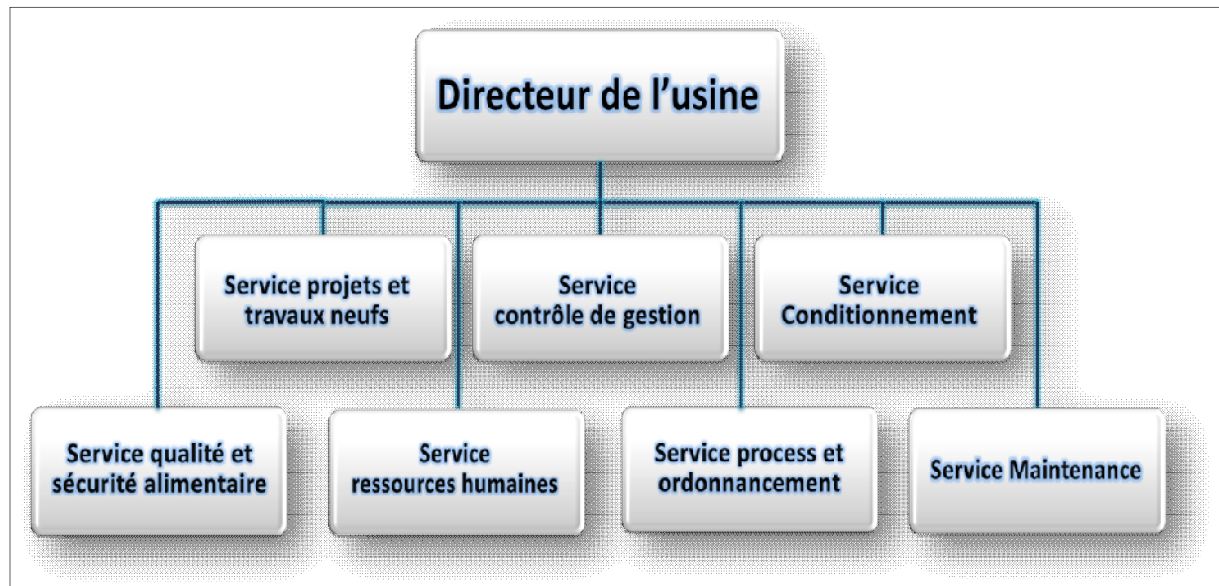 Directeur de l’usine
Service projets et
travaux neufs
Service
contrôle de gestion
Service
Conditionnement
Service qualité et
sécurité alimentaire
Service
ressources humaines
Service process et
ordonnancement
Service Maintenance